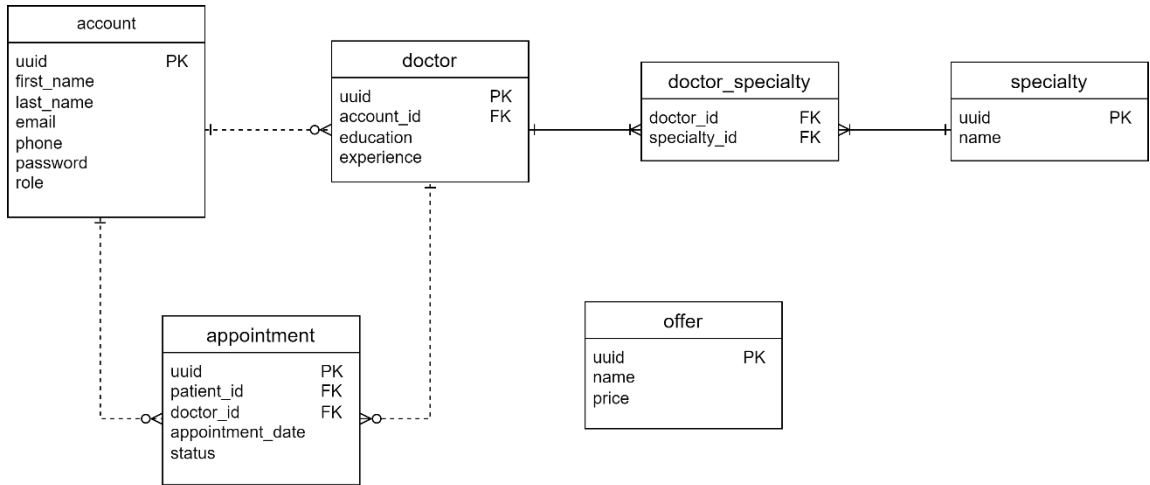 account
uuid PK
first_name
last_name
email
phone
password
role
doctor
uuid PK
account_id FK
education
experience
doctor_specialty
doctor_id FK
specialty_id FK
specialty
uuid PK
name
appointment
uuid PK
patient_id FK
doctor_id FK
appointment_date
status
offer
uuid PK
name
price